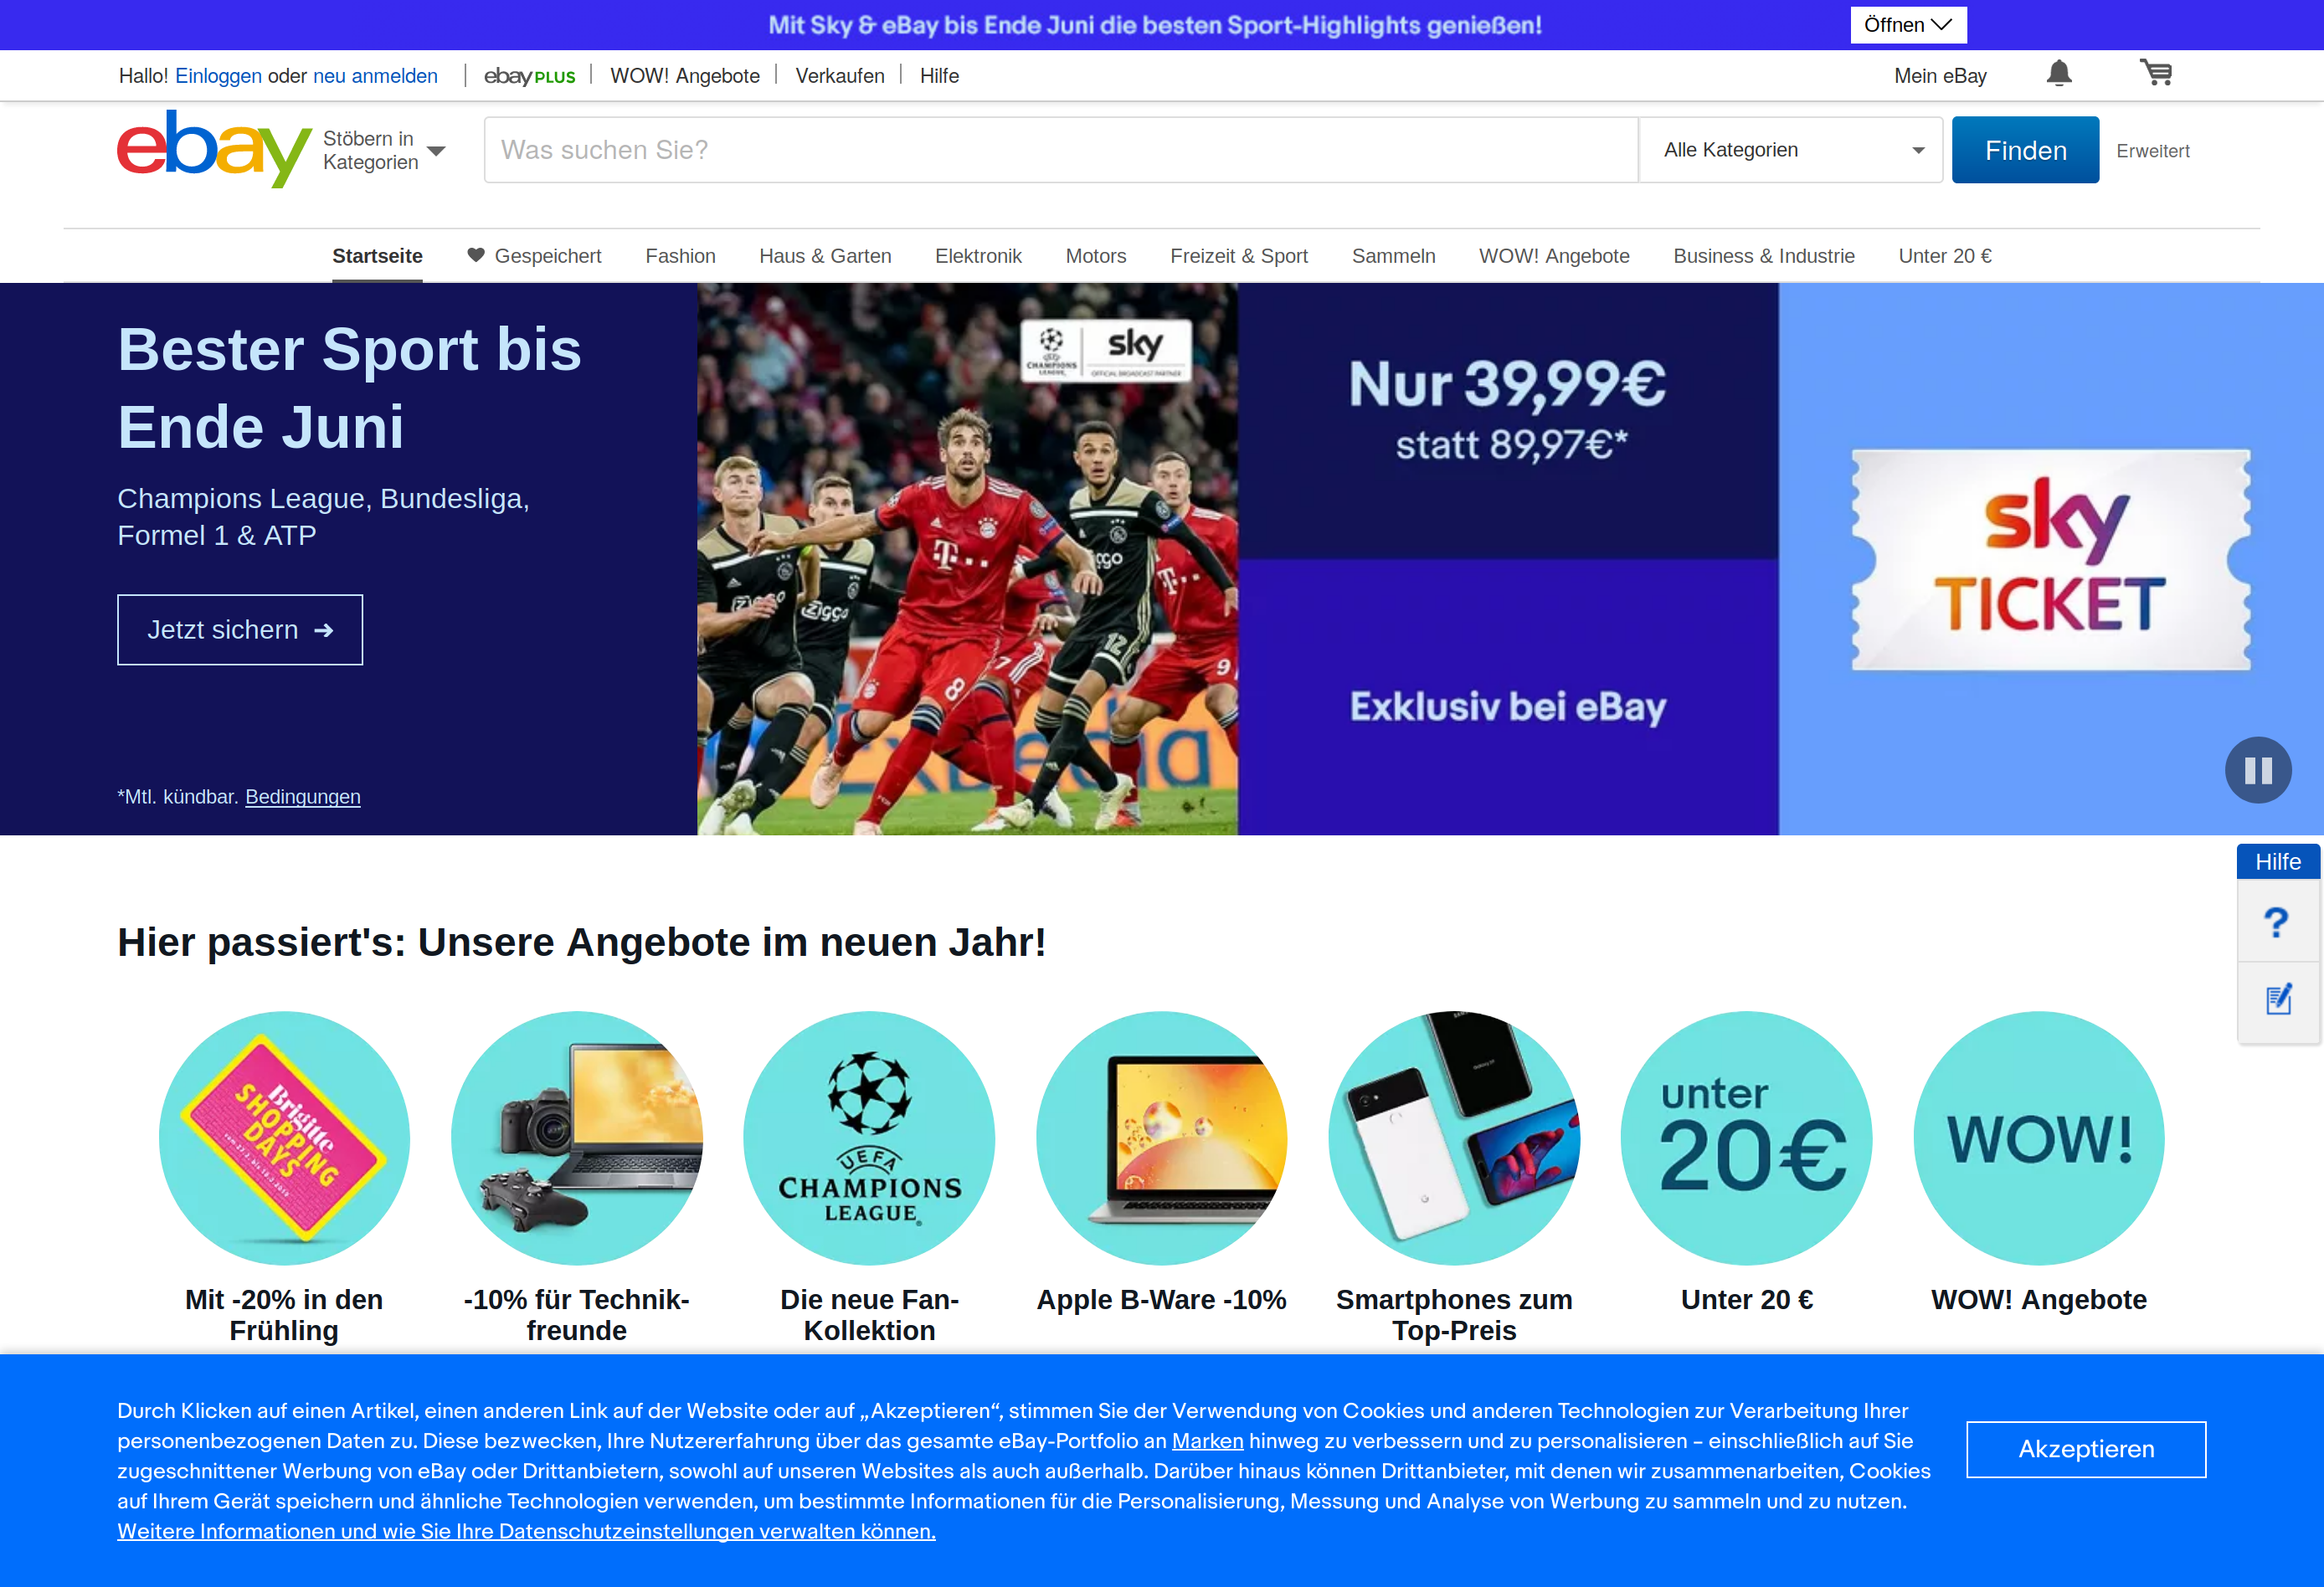 Mit Sky & eBay bis Ende Juni die besten Sport-Highlights genießen!
Öffnen
Hallo! Einloggen oder neu anmelden
ebay PLUS
WOW! Angebote
Verkaufen
Hilfe
Mein eBay
ebay
Stöbern in
Kategorien
Was suchen Sie?
Alle Kategorien
Finden
Erweitert
Startseite
Gespeichert
Fashion
Haus & Garten
Elektronik
Motors
Freizeit & Sport
Sammeln
WOW! Angebote
Business & Industrie
Unter 20 €
Bester Sport bis
Ende Juni
Champions League, Bundesliga,
Formel 1 & ATP
Jetzt sichern
*Mtl. kündbar. Bedingungen
CHAMPIONS
LEAGUE
sky
OFFICIAL BROADCAST PARTNER
Nur 39,99€
statt 89,97€*
Exklusiv bei eBay
sky
TICKET
Hilfe
?
Hier passiert's: Unsere Angebote im neuen Jahr!
Brigitte
SHOPPING
DAYS
UEFA
CHAMPIONS
LEAGUE
unter
20€
WOW!
Mit -20% in den
Frühling
-10% für Technik-
freunde
Die neue Fan-
Kollektion
Apple B-Ware -10%
Smartphones zum
Top-Preis
Unter 20 €
WOW! Angebote
Durch Klicken auf einen Artikel, einen anderen Link auf der Website oder auf „Akzeptieren“, stimmen Sie der Verwendung von Cookies und anderen Technologien zur Verarbeitung Ihrer
personenbezogenen Daten zu. Diese bezwecken, Ihre Nutzererfahrung über das gesamte eBay-Portfolio an Marken hinweg zu verbessern und zu personalisieren – einschließlich auf Sie
zugeschnittener Werbung von eBay oder Drittanbietern, sowohl auf unseren Websites als auch außerhalb. Darüber hinaus können Drittanbieter, mit denen wir zusammenarbeiten, Cookies
auf Ihrem Gerät speichern und ähnliche Technologien verwenden, um bestimmte Informationen für die Personalisierung, Messung und Analyse von Werbung zu sammeln und zu nutzen.
Weitere Informationen und wie Sie Ihre Datenschutzeinstellungen verwalten können.
Akzeptieren